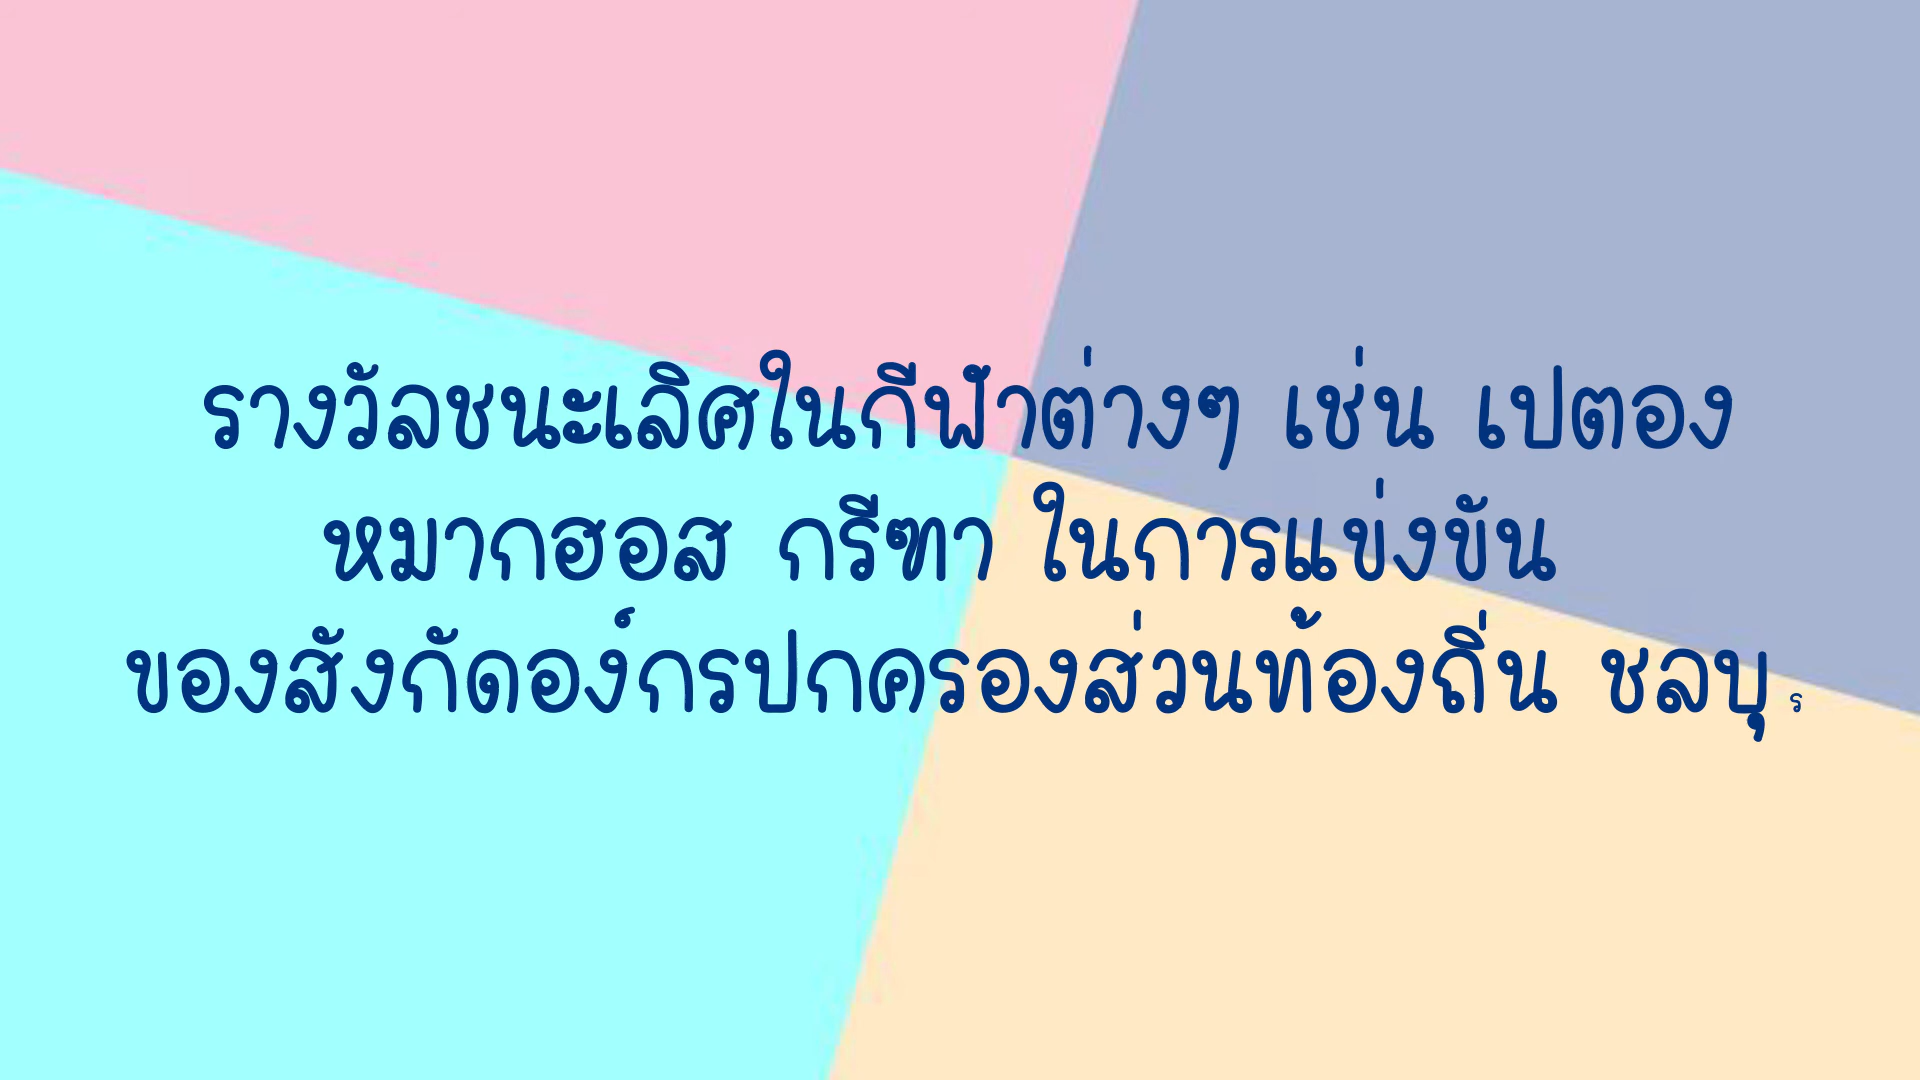 รางวัลชนะเลิศในกีฬาต่างๆ เช่น เปตอง
หมากฮอส กรีฑา ในการแข่งขัน
ของสังกัดองค์กรปกครองส่วนท้องถิ่น ชลบุร